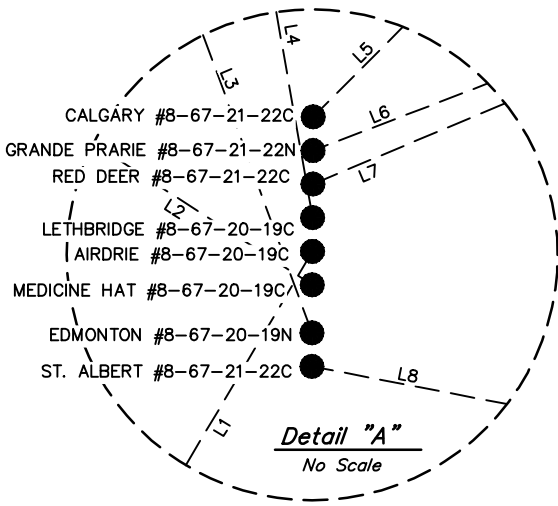 L4
L5
L3
CALGARY #8-67-21-22C
L6
GRANDE PRARIE #8-67-21-22N
RED DEER #8-67-21-22C
L7
L2
LETHBRIDGE #8-67-20-19C
AIRDRIE #8-67-20-19C
MEDICINE HAT #8-67-20-19C
EDMONTON #8-67-20-19N
ST. ALBERT #8-67-21-22C
L8
L1
Detail "A"
No Scale